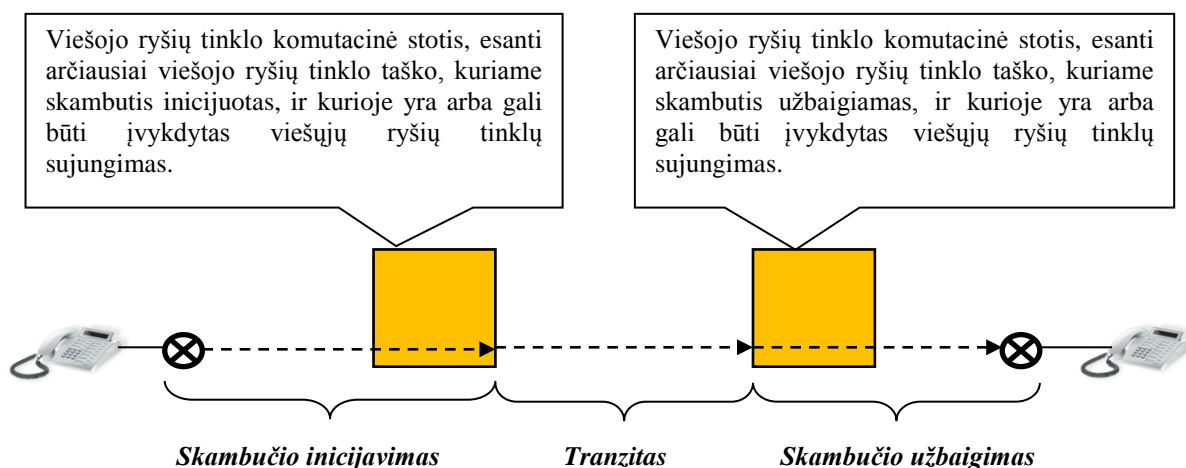 Viešojo ryšių tinklo komutacinė stotis, esanti
arčiausiai viešojo ryšių tinklo taško, kuriame
skambutis inicijuotas, ir kurioje yra arba gali
būti įvykdytas viešųjų ryšių tinklų
sujungimas.
Viešojo ryšių tinklo komutacinė stotis, esanti
arčiausiai viešojo ryšių tinklo taško, kuriame
skambutis užbaigiamas, ir kurioje yra arba
gali būti įvykdytas viešųjų ryšių tinklų
sujungimas.
Skambučio inicijavimas
Tranzitas
Skambučio užbaigimas